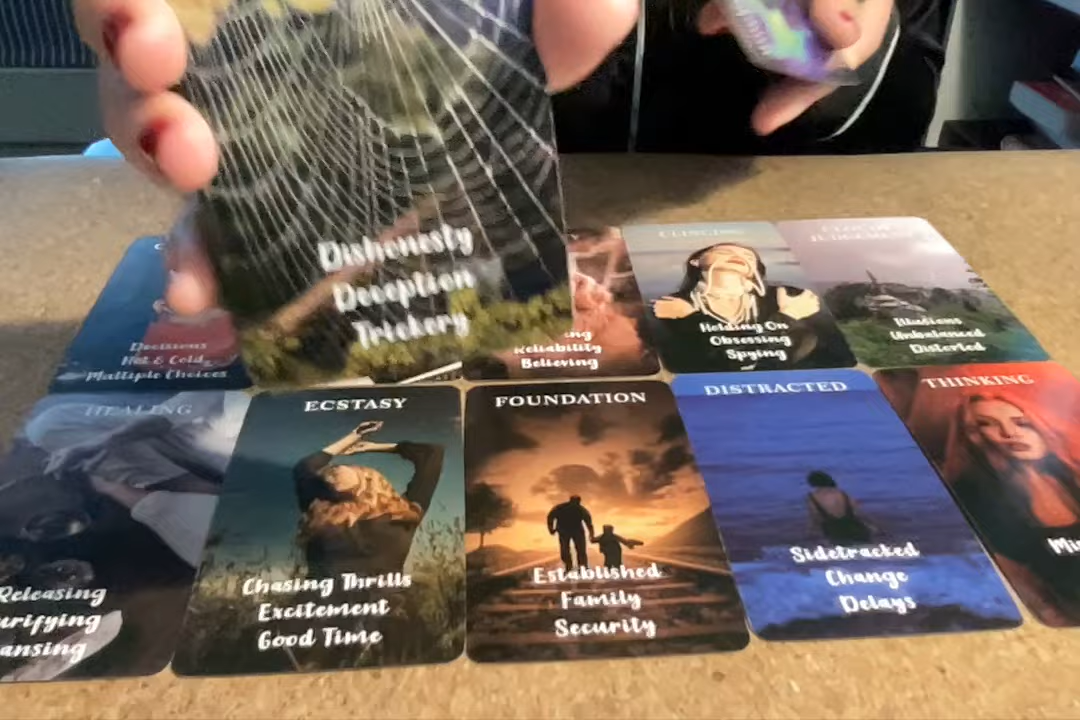 Dishonesty
Deception
Trickery
Decisions
Hot & Cold
Multiple Choices
Reliability
Believing
CLINGING
Holding On
Obsessing
Spying
Illusions
Unbalanced
Distorted
HEALING
Releasing
ECSTASY
Chasing Thrills
Excitement
Good Time
FOUNDATION
Established
Family
Security
DISTRACTED
Sidetracked
Change
Delays
THINKING